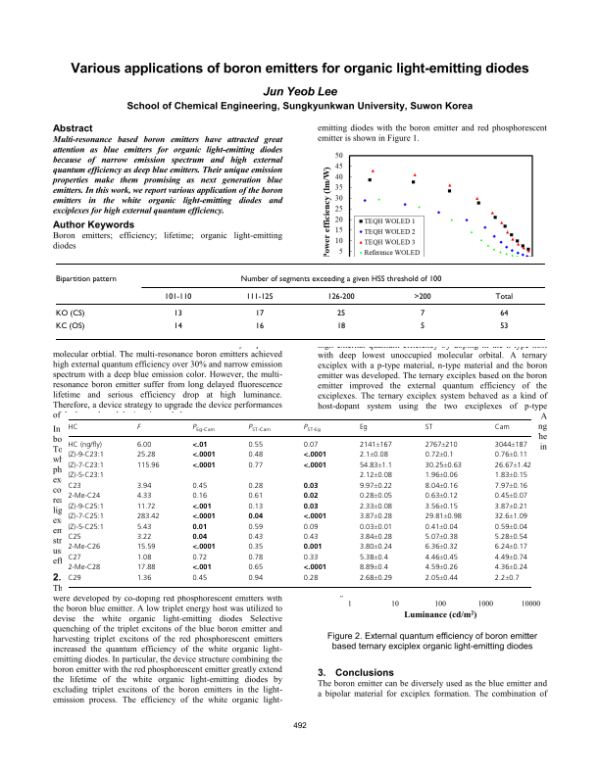 Various applications of boron emitters for organic light-emitting diodes
Jun Yeob Lee
School of Chemical Engineering, Sungkyunkwan University, Suwon Korea
Abstract
Multi-resonance based boron emitters have attracted great
attention as blue emitters for organic light-emitting diodes
because of narrow emission spectrum and high external
quantum efficiency as deep blue emitters. Their unique emission
properties make them promising as next generation blue
emitters. In this work, we report various application of the boron
emitters in the white organic light-emitting diodes and
exciplexes for high external quantum efficiency.
Author Keywords
Boron emitters; efficiency; lifetime; organic light-emitting
diodes
emitting diodes with the boron emitter and red phosphorescent
emitter is shown in Figure 1.
Power efficiency (lm/W)
50
45
40
35
30
25
20
15
10
5
TEQH WOLED 1
TEQH WOLED 2
TEQH WOLED 3
Reference WOLED
Bipartition pattern Number of segments exceeding a given HSS threshold of 100
101-110 111-125 126-200 >200 Total
KO (CS) 13 17 25 7 64
KC (OS) 14 16 18 5 53
molecular orbtial. The multi-resonance boron emitters achieved
high external quantum efficiency over 30% and narrow emission
spectrum with a deep blue emission color. However, the multi-
resonance boron emitter suffer from long delayed fluorescence
lifetime and serious efficiency drop at high luminance.
Therefore, a device strategy to upgrade the device performances
of
with deep lowest unoccupied molecular orbital. A ternary
exciplex with a p-type material, n-type material and the boron
emitter was developed. The ternary exciplex based on the boron
emitter improved the external quantum efficiency of the
exciplexes. The ternary exciplex system behaved as a kind of
host-dopant system using the two exciplexes of p-type
HC F P Eg-Cam P ST-Cam P ST-Eg Eg ST Cam
HC (ng/fly) 6.00 <.01 0.55 0.07 2141±167 2767±210 3044±187
(Z)-9-C23:1 25.28 <.0001 0.48 <.0001 2.1±0.08 0.72±0.1 0.76±0.11
(Z)-7-C23:1 115.96 <.0001 0.77 <.0001 54.83±1.1 30.25±0.63 26.67±1.42
(Z)-5-C23:1 2.12±0.08 1.96±0.06 1.83±0.15
C23 3.94 0.45 0.28 0.03 9.97±0.22 8.04±0.16 7.97±0.16
2-Me-C24 4.33 0.16 0.61 0.02 0.28±0.05 0.63±0.12 0.45±0.07
(Z)-9-C25:1 11.72 <.001 0.13 0.03 2.33±0.08 3.56±0.15 3.87±0.21
(Z)-7-C25:1 283.42 <.0001 0.04 <.0001 3.87±0.28 29.81±0.98 32.6±1.09
(Z)-5-C25:1 5.43 0.01 0.59 0.09 0.03±0.01 0.41±0.04 0.59±0.04
C25 3.22 0.04 0.43 0.43 3.84±0.28 5.07±0.38 5.28±0.54
2-Me-C26 15.59 <.0001 0.35 0.001 3.80±0.24 6.36±0.32 6.24±0.17
C27 1.08 0.72 0.78 0.33 5.38±0.4 4.46±0.45 4.49±0.74
2-Me-C28 17.88 <.001 0.65 <.0001 8.89±0.4 4.59±0.26 4.36±0.24
C29 1.36 0.45 0.94 0.28 2.68±0.29 2.05±0.44 2.2±0.7
2.
were developed by co-doping red phosphorescent emitters with
the boron blue emitter. A low triplet energy host was utilized to
devise the white organic light-emitting diodes Selective
quenching of the triplet excitons of the blue boron emitter and
harvesting triplet excitons of the red phosphorescent emitters
increased the quantum efficiency of the white organic light-
emitting diodes. In particular, the device structure combining the
boron emitter with the red phosphorescent emitter greatly extend
the lifetime of the white organic light-emitting diodes by
excluding triplet excitons of the boron emitters in the light-
emission process. The efficiency of the white organic light-
1 10 100 1000 10000
Luminance (cd/m²)
Figure 2. External quantum efficiency of boron emitter
based ternary exciplex organic light-emitting diodes
3. Conclusions
The boron emitter can be diversely used as the blue emitter and
a bipolar material for exciplex formation. The combination of
492